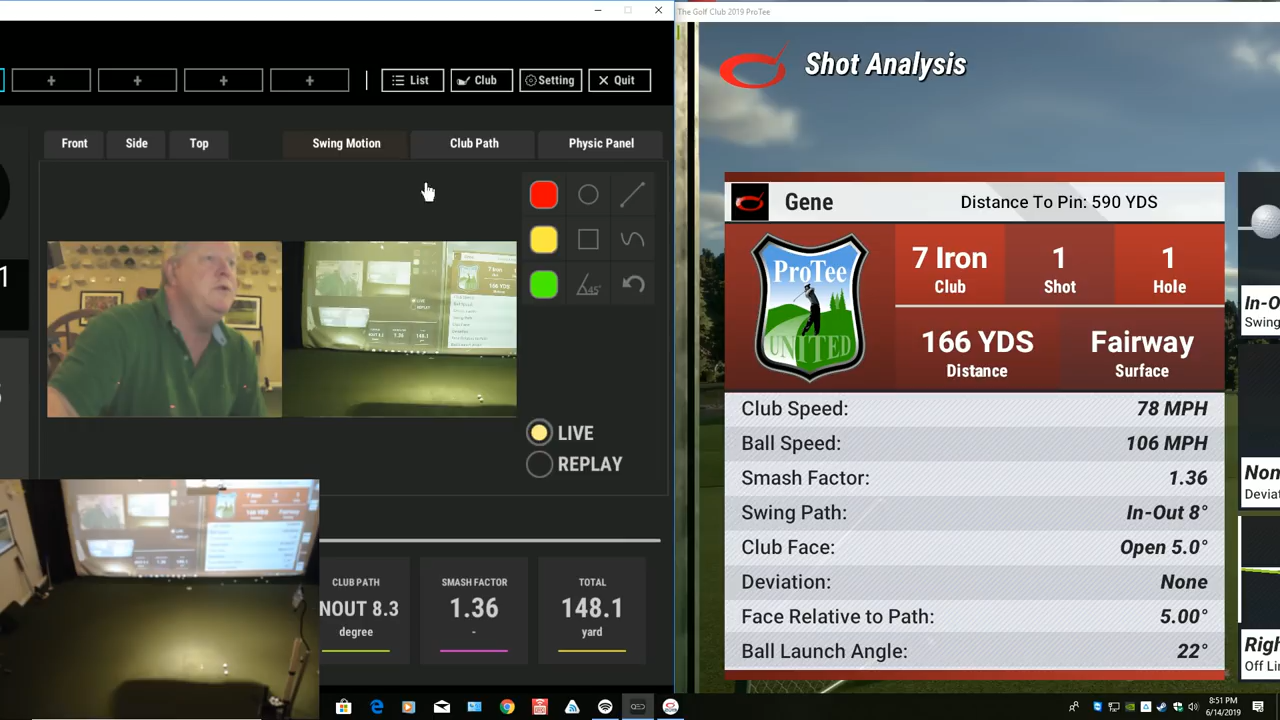 The Golf Club 2019 ProTee
+ + + +
List Club Setting Quit
Front Side Top Swing Motion Club Path Physic Panel
45°
LIVE
REPLAY
CLUB PATH
NOUT 8.3
degree
SMASH FACTOR
1.36
-
TOTAL
148.1
yard
Shot Analysis
Gene Distance To Pin: 590 YDS
ProTee
UNITED
7 Iron
Club
1
Shot
1
Hole
166 YDS
Distance
Fairway
Surface
Club Speed: 78 MPH
Ball Speed: 106 MPH
Smash Factor: 1.36
Swing Path: In-Out 8°
Club Face: Open 5.0°
Deviation: None
Face Relative to Path: 5.00°
Ball Launch Angle: 22°
In-O
Swing
Non
Deviat
Righ
Off Li
8:51 PM
6/14/2019